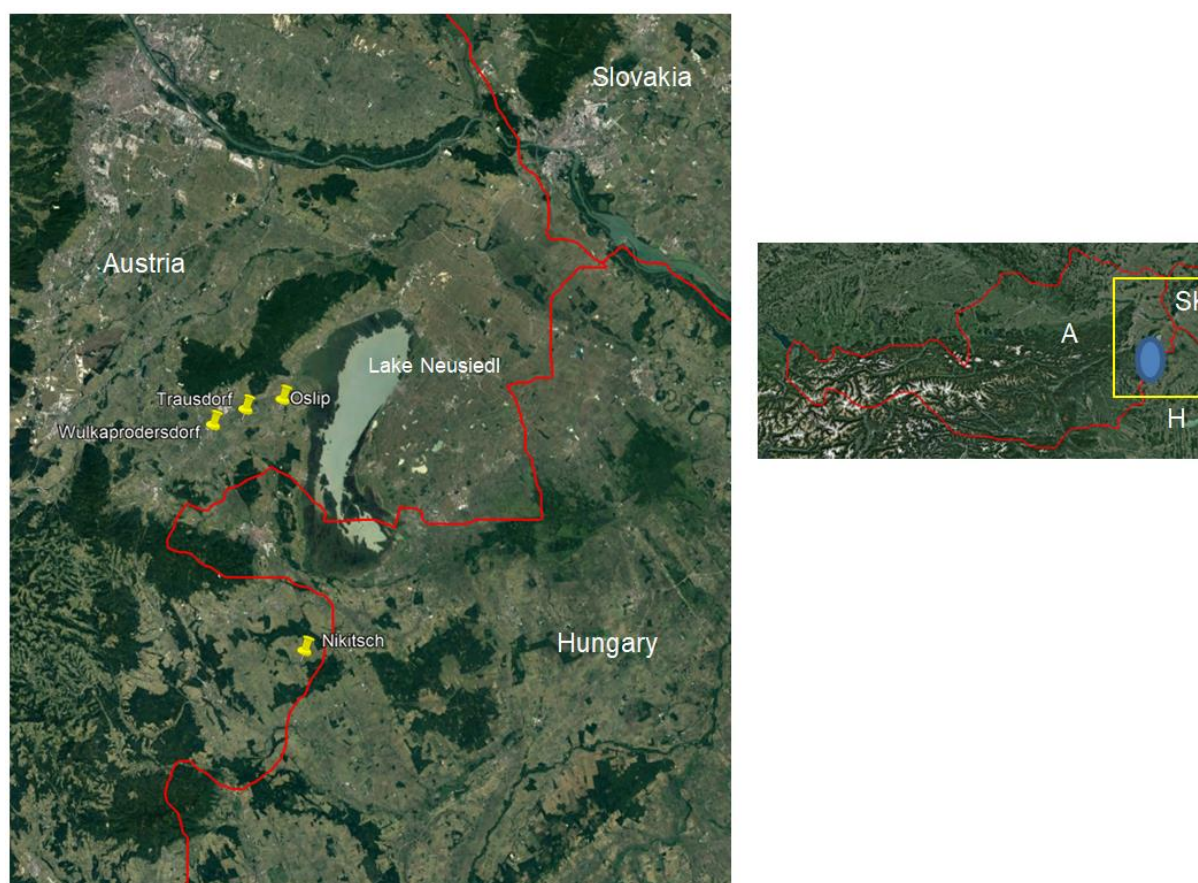 Slovakia
Austria
Lake Neusiedl
Trausdorf
Oslip
Wulkaprodersdorf
Nikitsch
Hungary
A
H